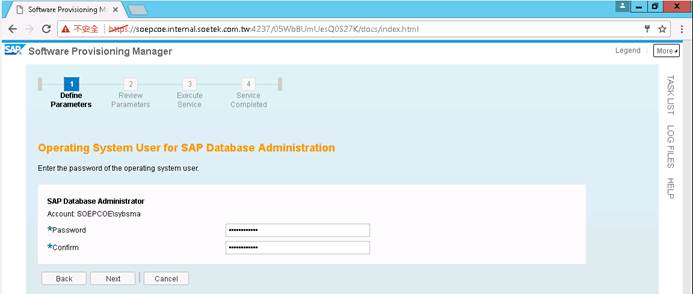 Software Provisioning M
不安全
https://soepcoe.internal.soetek.com.tw:4237/05WbBUmUesQ0S27K/docs/index.html
SAP Software Provisioning Manager
Legend
More
1
2
3
4
Define Parameters
Review Parameters
Execute Service
Service Completed
TASK LIST
LOG FILES
HELP
Operating System User for SAP Database Administration
Enter the password of the operating system user.
SAP Database Administrator
Account: SOEPCOE\sybsma
*Password ••••••••••••
*Confirm ••••••••••••
Back
Next
Cancel